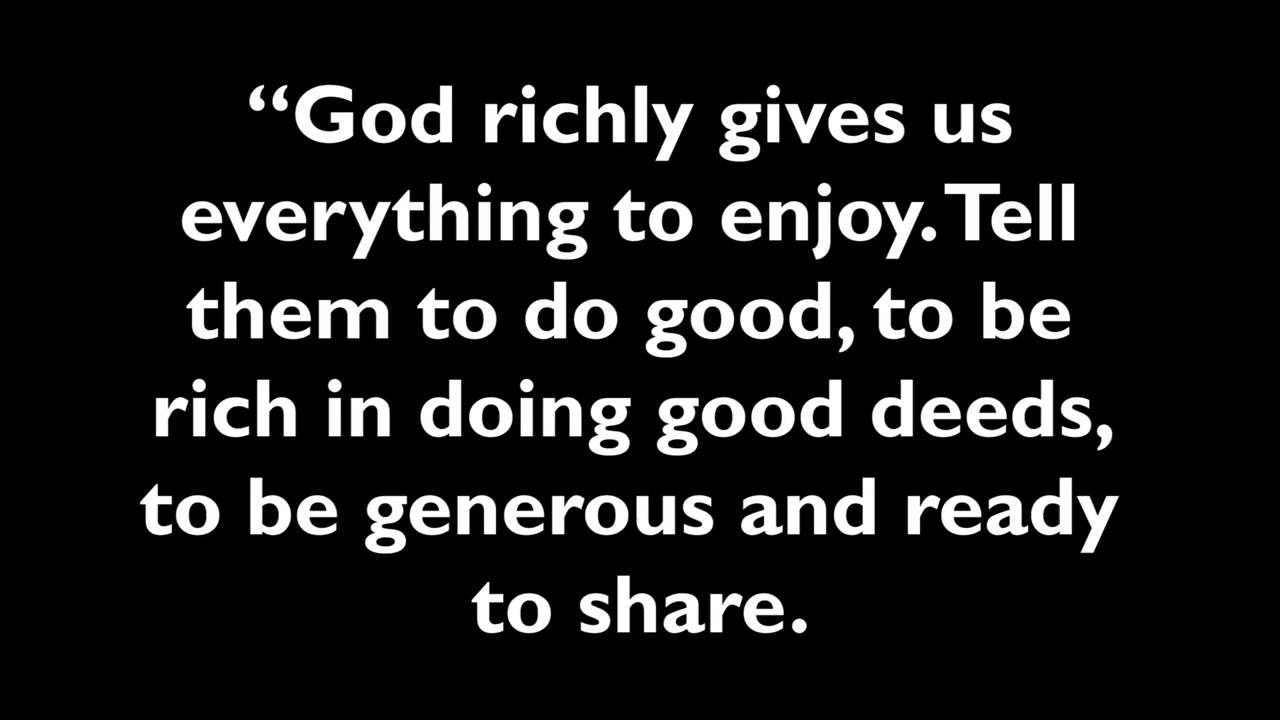 “God richly gives us
everything to enjoy. Tell
them to do good, to be
rich in doing good deeds,
to be generous and ready
to share.